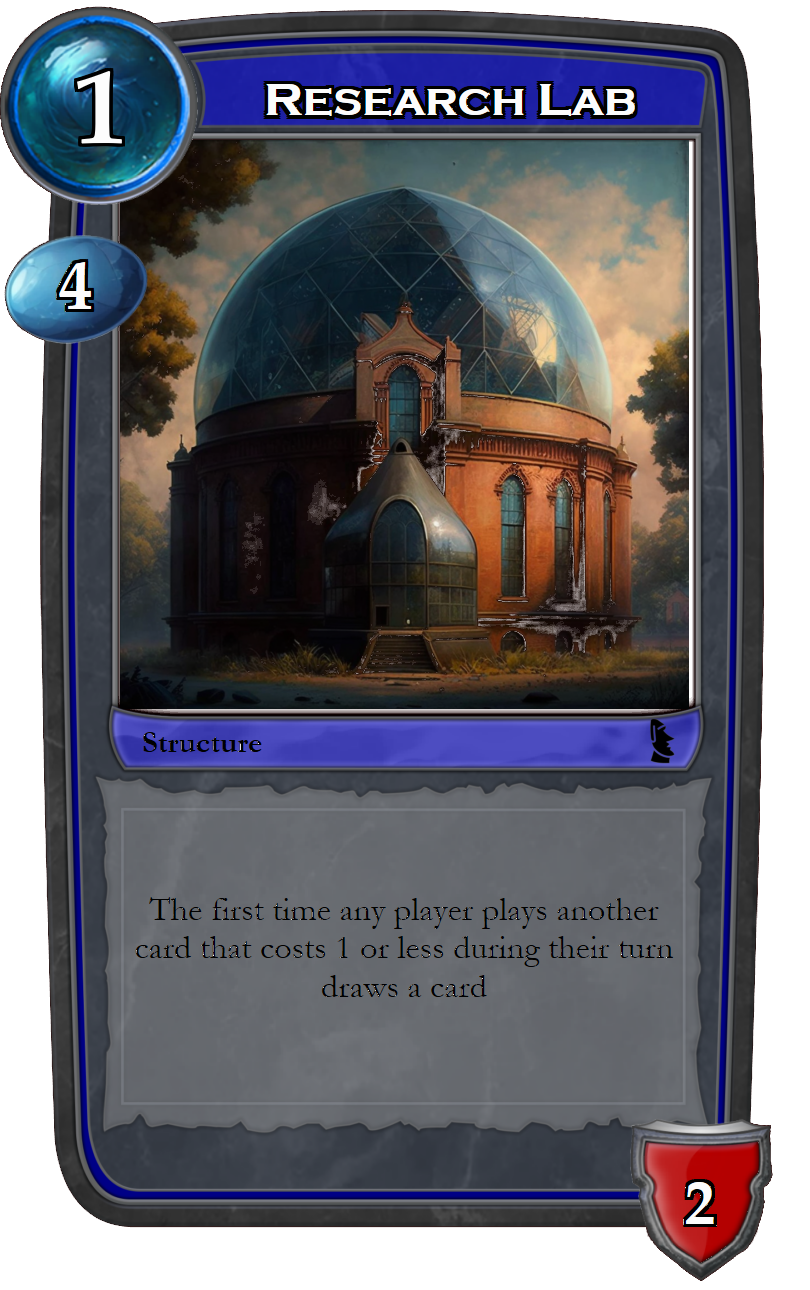 1
Research Lab
4
Structure
The first time any player plays another
card that costs 1 or less during their turn
draws a card
2